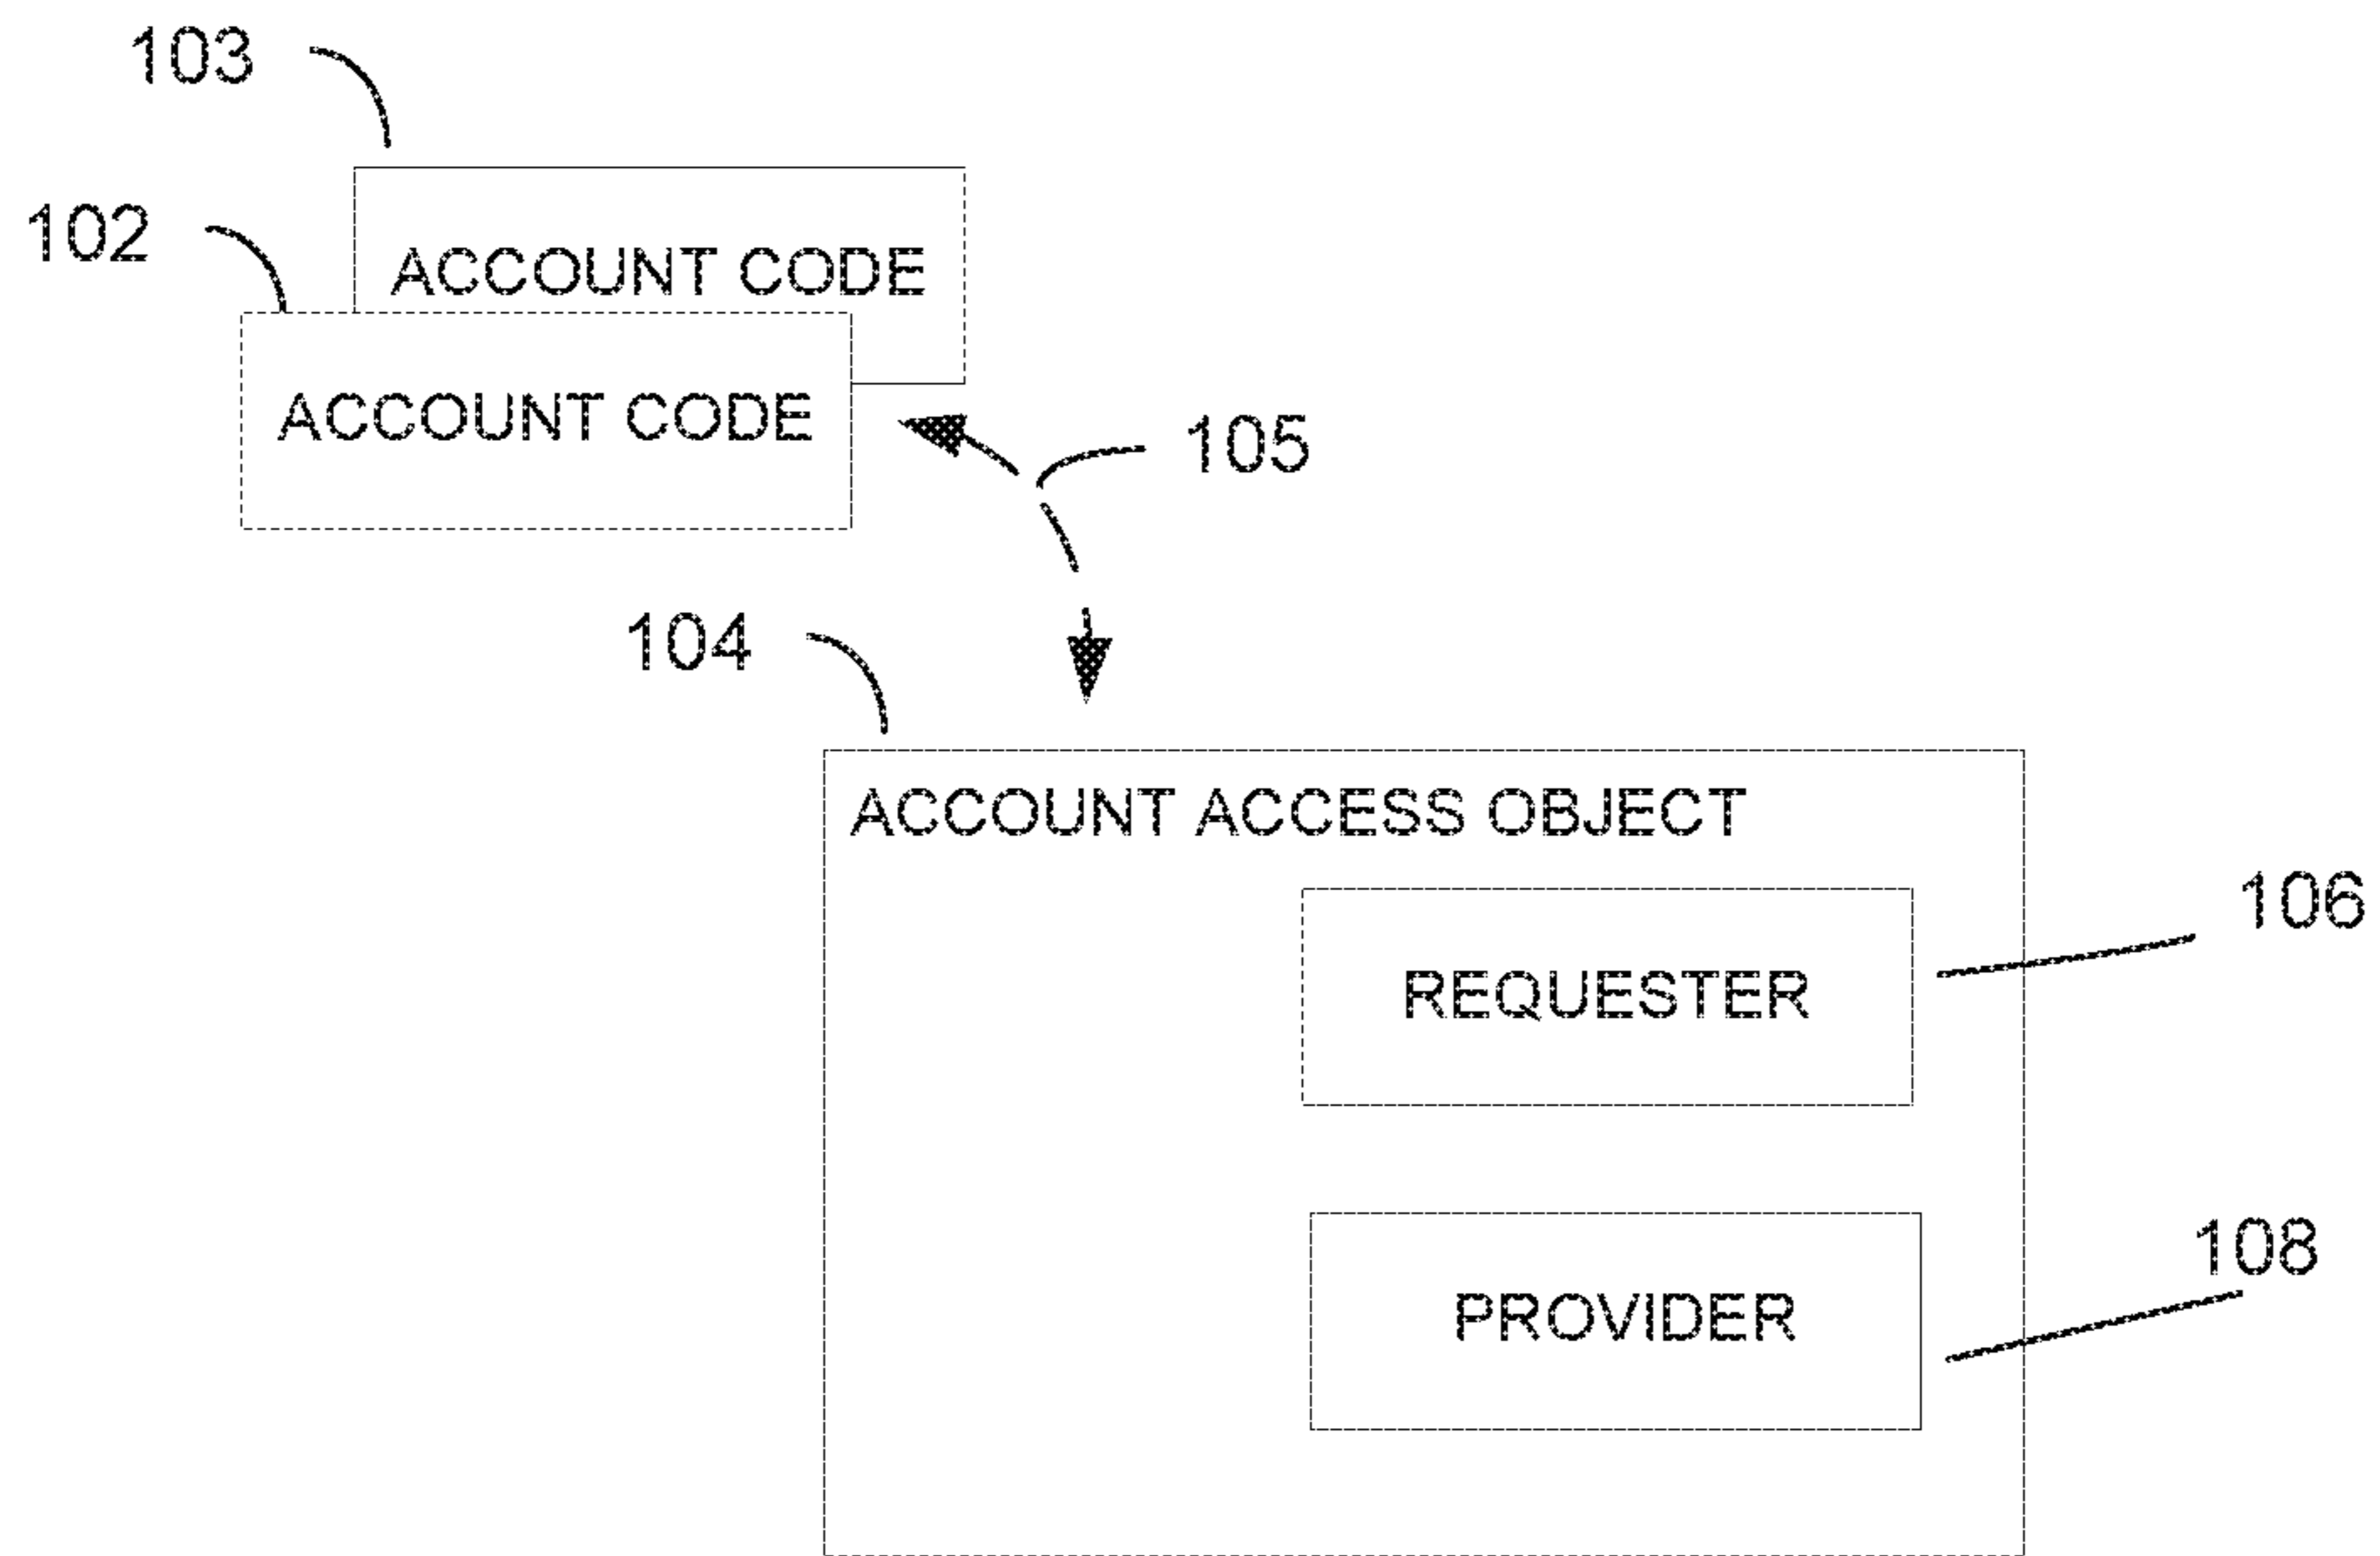 103
102
ACCOUNT CODE
ACCOUNT CODE
105
104
ACCOUNT ACCESS OBJECT
106
REQUESTER
108
PROVIDER